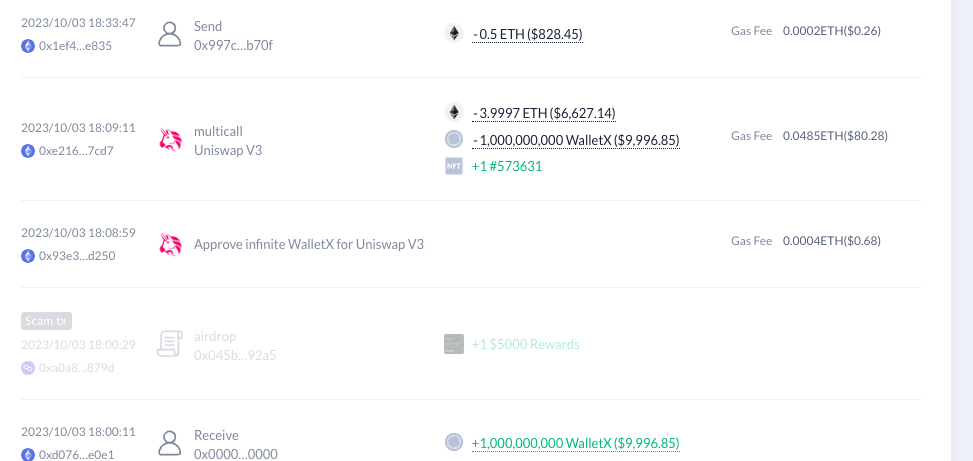 2023/10/03 18:33:47
0x1ef4...e835
Send
0x997c...b70f
- 0.5 ETH ($828.45)
Gas Fee 0.0002ETH($0.26)
2023/10/03 18:09:11
0xe216...7cd7
multicall
Uniswap V3
- 3.9997 ETH ($6,627.14)
- 1,000,000,000 WalletX ($9,996.85)
NFT +1 #573631
Gas Fee 0.0485ETH($80.28)
2023/10/03 18:08:59
0x93e3...d250
Approve infinite WalletX for Uniswap V3
Gas Fee 0.0004ETH($0.68)
Scam tx
2023/10/03 18:00:29
0xa0a8...879d
airdrop
0x045b...92a5
+1 $5000 Rewards
2023/10/03 18:00:11
0xd076...e0e1
Receive
0x0000...0000
+1,000,000,000 WalletX ($9,996.85)